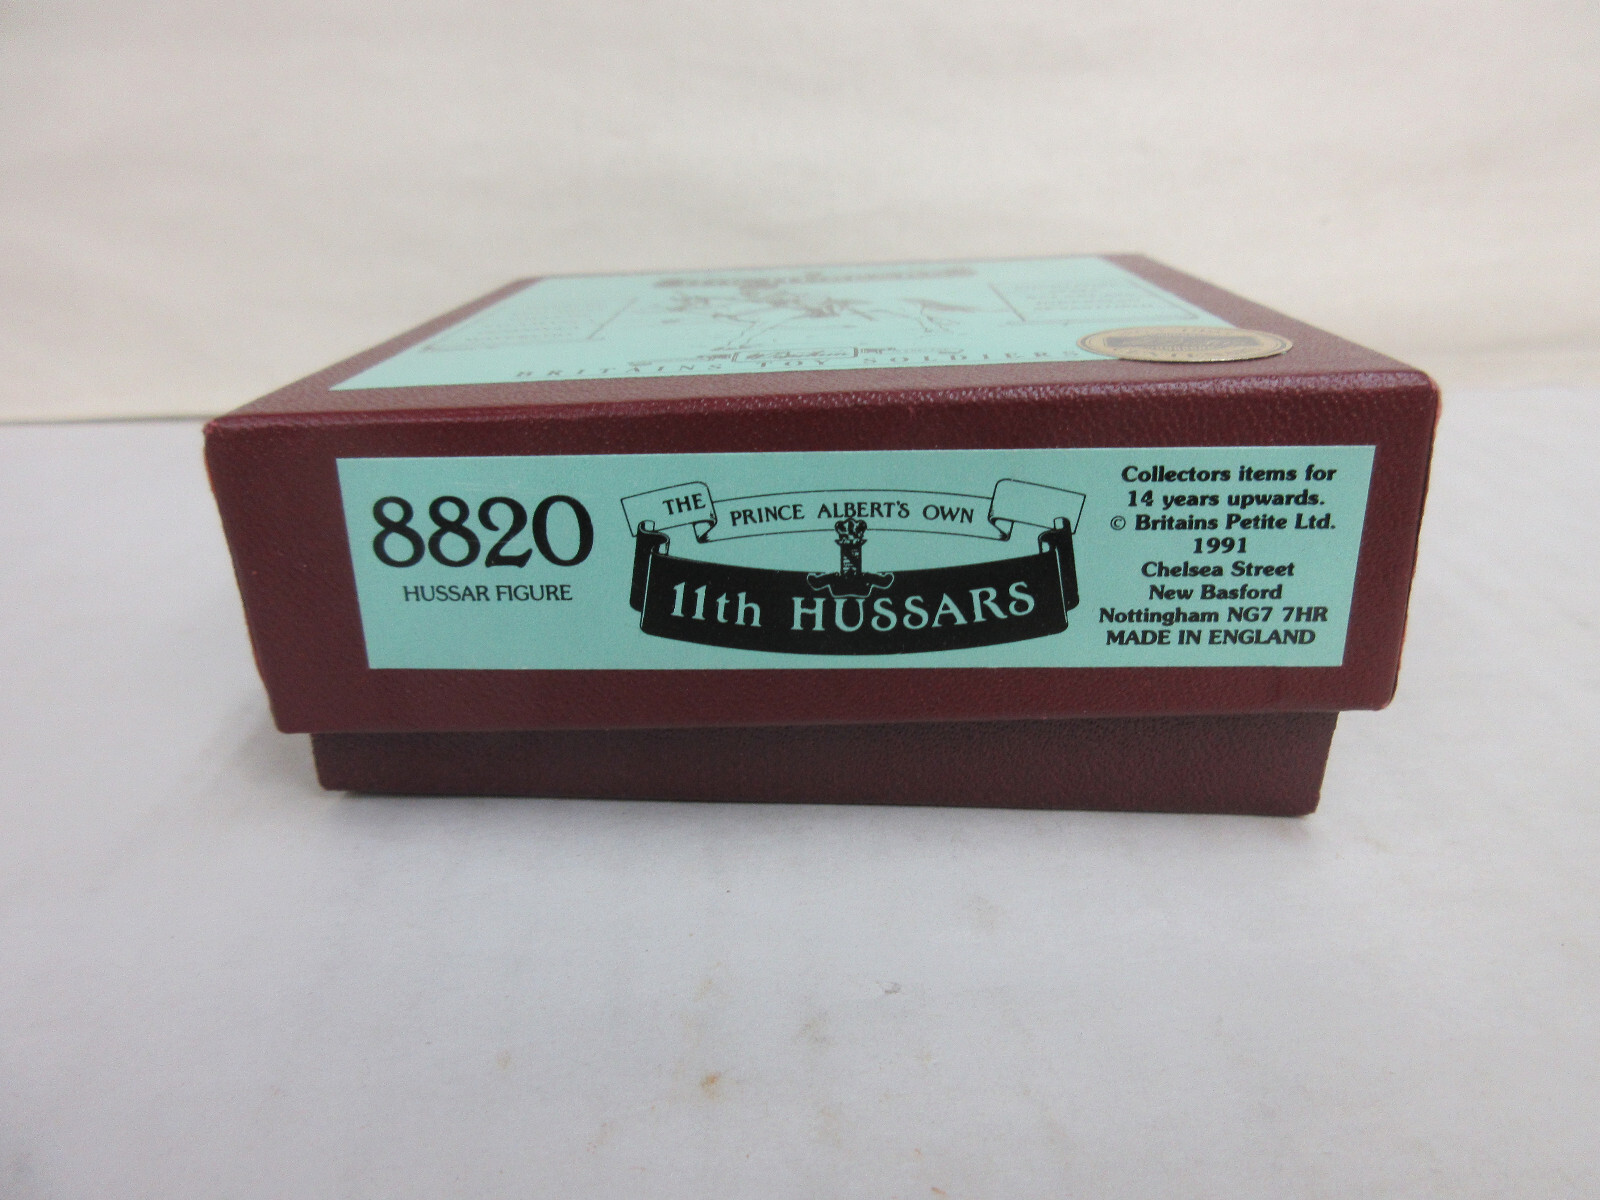 BRITAINS TOY SOLDIERS
8820
HUSSAR FIGURE
THE PRINCE ALBERT'S OWN
11th HUSSARS
Collectors items for
14 years upwards.
© Britains Petite Ltd.
1991
Chelsea Street
New Basford
Nottingham NG7 7HR
MADE IN ENGLAND